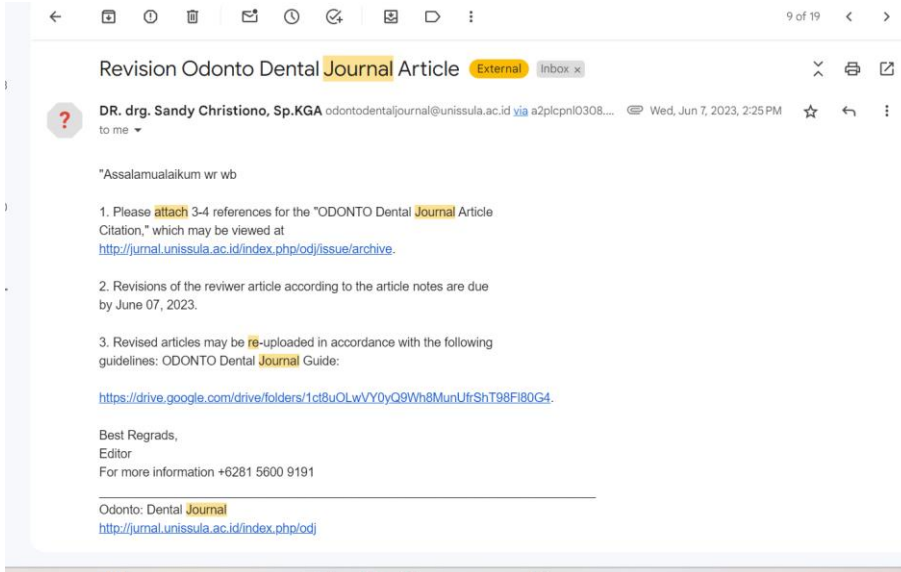 9 of 19
Revision Odonto Dental Journal Article External Inbox x
DR. drg. Sandy Christiono, Sp.KGA odontodentaljournal@unissula.ac.id via a2plcpnl0308.... Wed, Jun 7, 2023, 2:25 PM
to me
"Assalamualaikum wr wb
1. Please attach 3-4 references for the "ODONTO Dental Journal Article
Citation," which may be viewed at
http://jurnal.unissula.ac.id/index.php/odj/issue/archive.
2. Revisions of the reviwer article according to the article notes are due
by June 07, 2023.
3. Revised articles may be re-uploaded in accordance with the following
guidelines: ODONTO Dental Journal Guide:
https://drive.google.com/drive/folders/1ct8uOLwVY0yQ9Wh8MunUfrShT98Fl80G4.
Best Regrads,
Editor
For more information +6281 5600 9191
Odonto: Dental Journal
http://jurnal.unissula.ac.id/index.php/odj